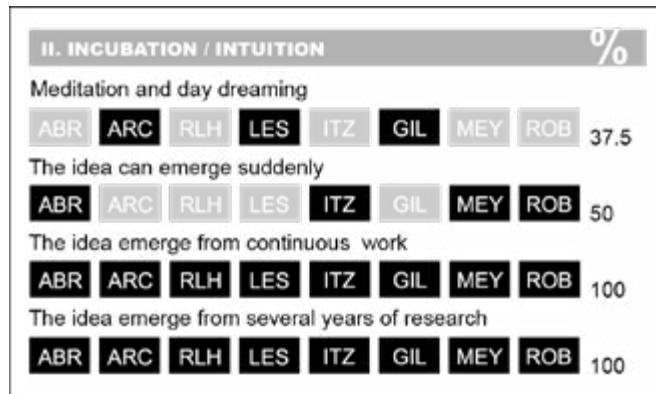 II. INCUBATION / INTUITION %
Meditation and day dreaming
ABR ARC RLH LES ITZ GIL MEY ROB 37.5
The idea can emerge suddenly
ABR ARC RLH LES ITZ GIL MEY ROB 50
The idea emerge from continuous work
ABR ARC RLH LES ITZ GIL MEY ROB 100
The idea emerge from several years of research
ABR ARC RLH LES ITZ GIL MEY ROB 100